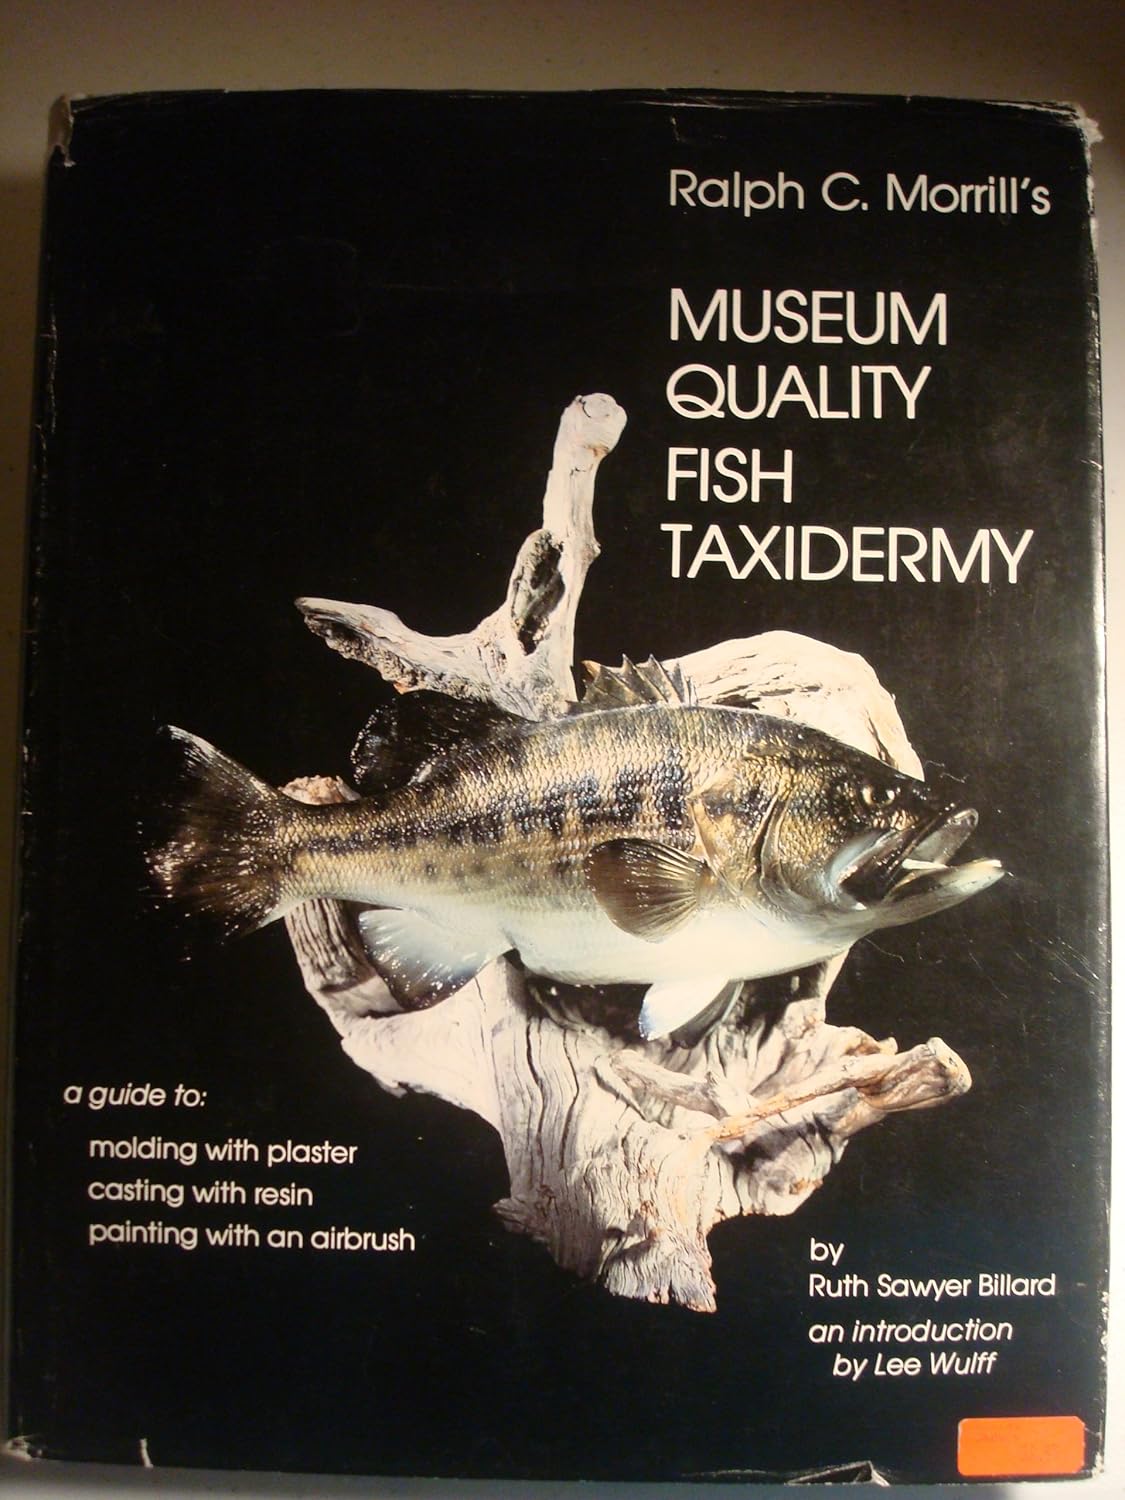 Ralph C. Morrill's
MUSEUM
QUALITY
FISH
TAXIDERMY
a guide to:
molding with plaster
casting with resin
painting with an airbrush
by
Ruth Sawyer Billard
an introduction
by Lee Wulff